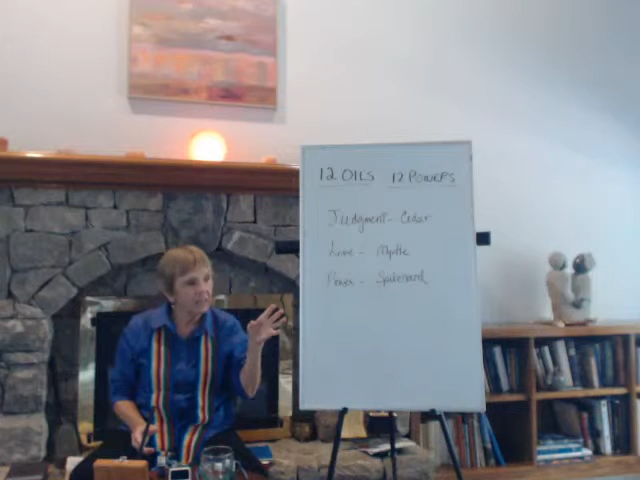 12 OILS 12 POWERS
Judgment - Cedar
Love - Myrtle
Power - Spikenard